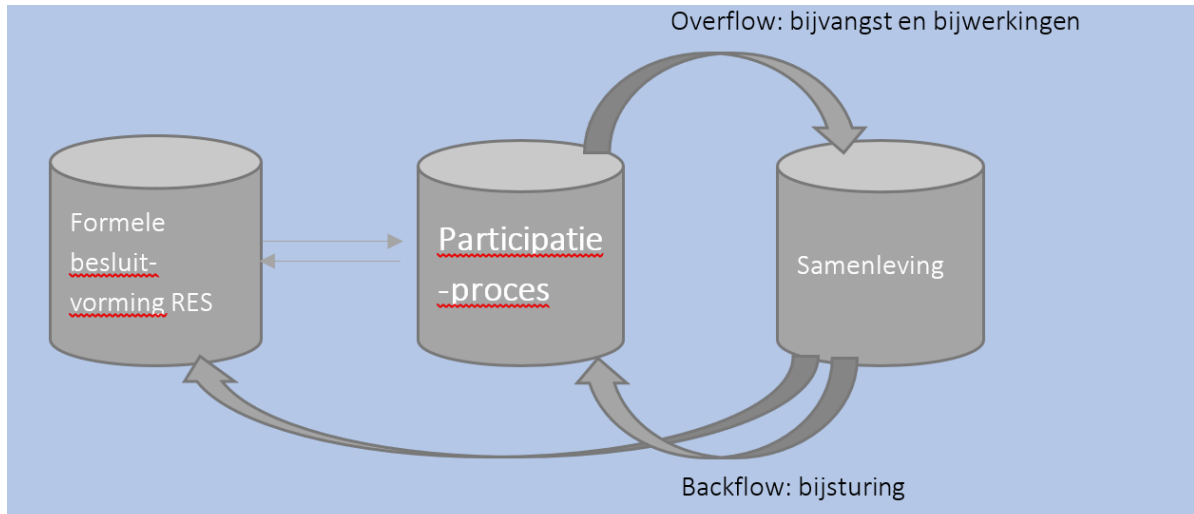 Overflow: bijvangst en bijwerkingen
Formele
besluit-
vorming RES
Participatie
-proces
Samenleving
Backflow: bijsturing